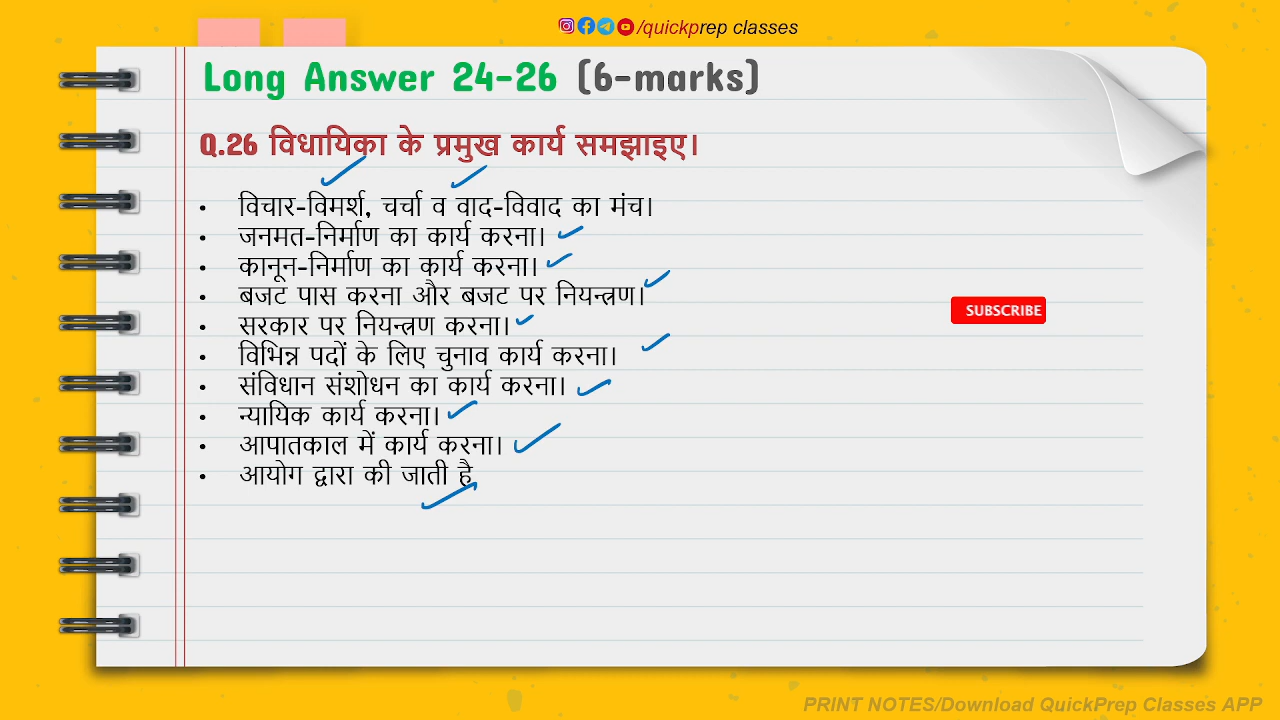 /quickprep classes
Long Answer 24-26 (6-marks)
Q.26 विधायिका के प्रमुख कार्य समझाइए।
• विचार-विमर्श, चर्चा व वाद-विवाद का मंच।
• जनमत-निर्माण का कार्य करना।
• कानून-निर्माण का कार्य करना।
• बजट पास करना और बजट पर नियन्त्रण।
• सरकार पर नियन्त्रण करना।
• विभिन्न पदों के लिए चुनाव कार्य करना।
• संविधान संशोधन का कार्य करना।
• न्यायिक कार्य करना।
• आपातकाल में कार्य करना।
• आयोग द्वारा की जाती है
SUBSCRIBE
PRINT NOTES/Download QuickPrep Classes APP